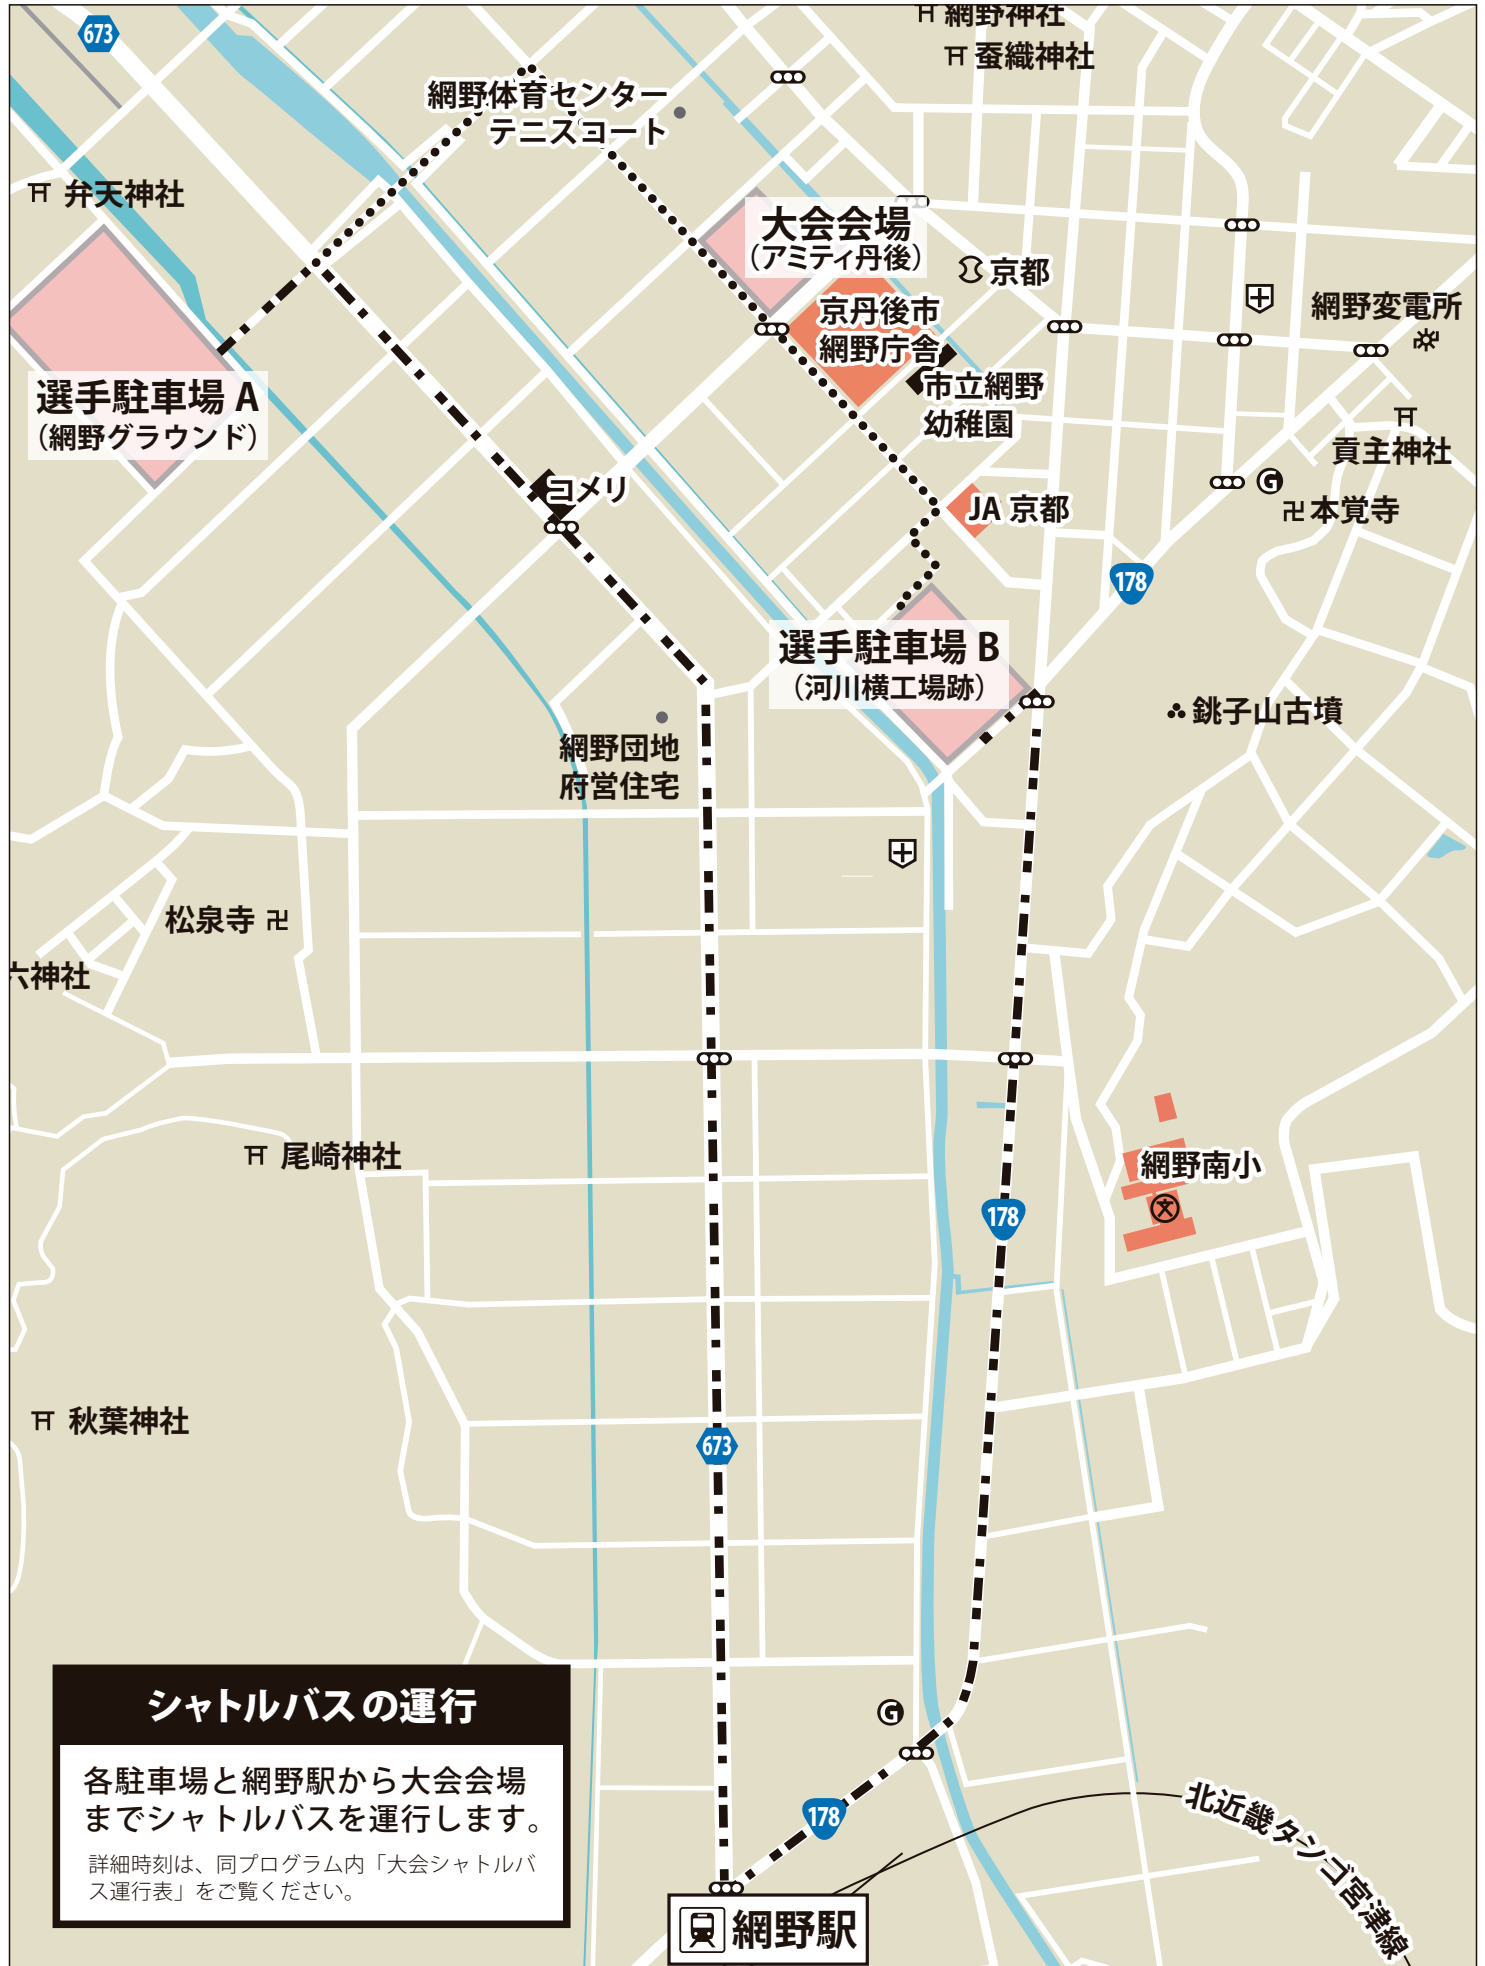 673
網野神社
蚕織神社
網野体育センター
テニスコート
弁天神社
大会会場
（アミティ丹後）
京都
京丹後市
網野庁舎
網野変電所
選手駐車場 A
（網野グラウンド）
市立網野
幼稚園
貢主神社
コメリ
G
本覚寺
JA 京都
178
選手駐車場 B
（河川横工場跡）
銚子山古墳
網野団地
府営住宅
松泉寺
六神社
尾崎神社
網野南小
文
178
秋葉神社
673
シャトルバスの運行
各駐車場と網野駅から大会会場
までシャトルバスを運行します。
詳細時刻は、同プログラム内「大会シャトルバ
ス運行表」をご覧ください。
G
178
北近畿タンゴ宮津線
網野駅